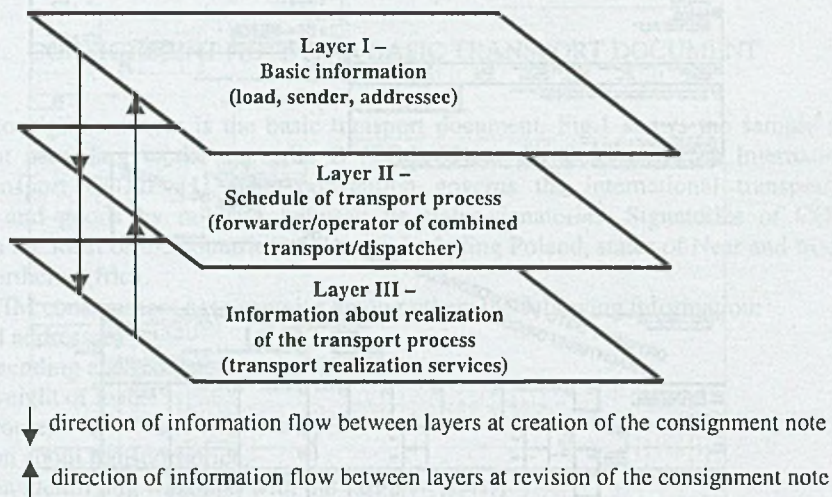 Layer I –
Basic information
(load, sender, addressee)
Layer II –
Schedule of transport process
(forwarder/operator of combined
transport/dispatcher)
Layer III –
Information about realization
of the transport process
(transport realization services)
direction of information flow between layers at creation of the consignment note
direction of information flow between layers at revision of the consignment note